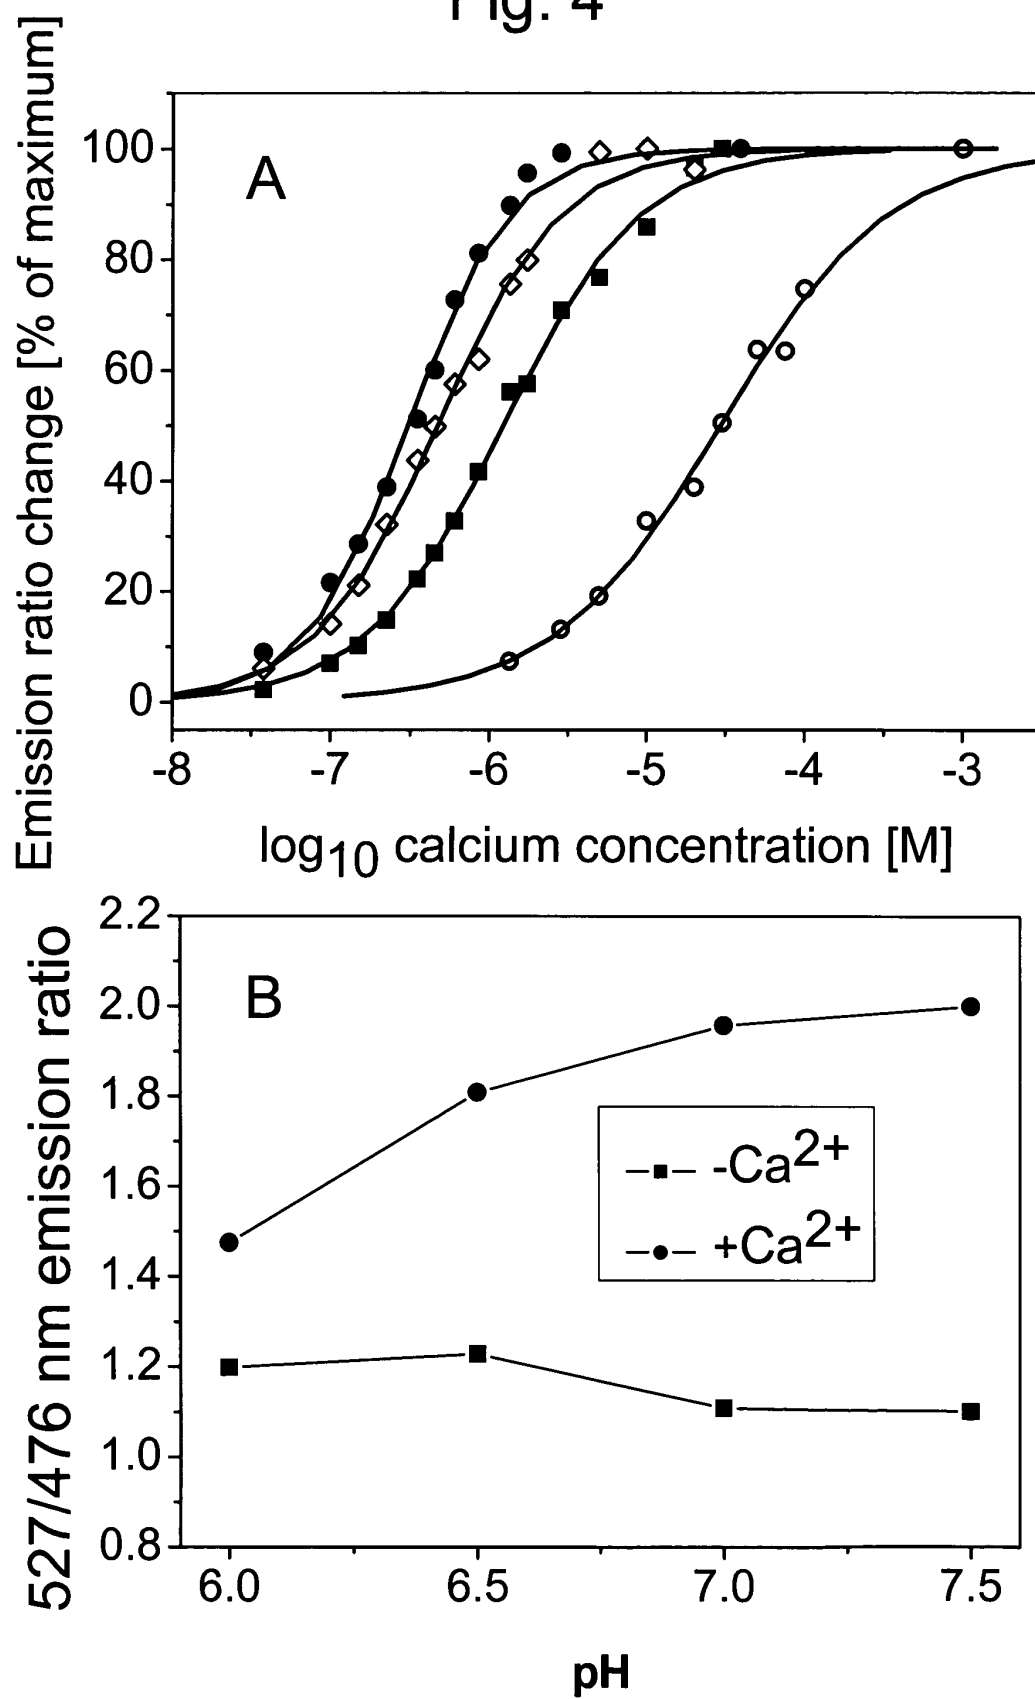 Fig. 4
Emission ratio change [% of maximum]
A
100
80
60
40
20
0
-8 -7 -6 -5 -4 -3
log10 calcium concentration [M]
527/476 nm emission ratio
B
2.2
2.0
1.8
1.6
1.4
1.2
1.0
0.8
-Ca2+
+Ca2+
6.0 6.5 7.0 7.5
pH